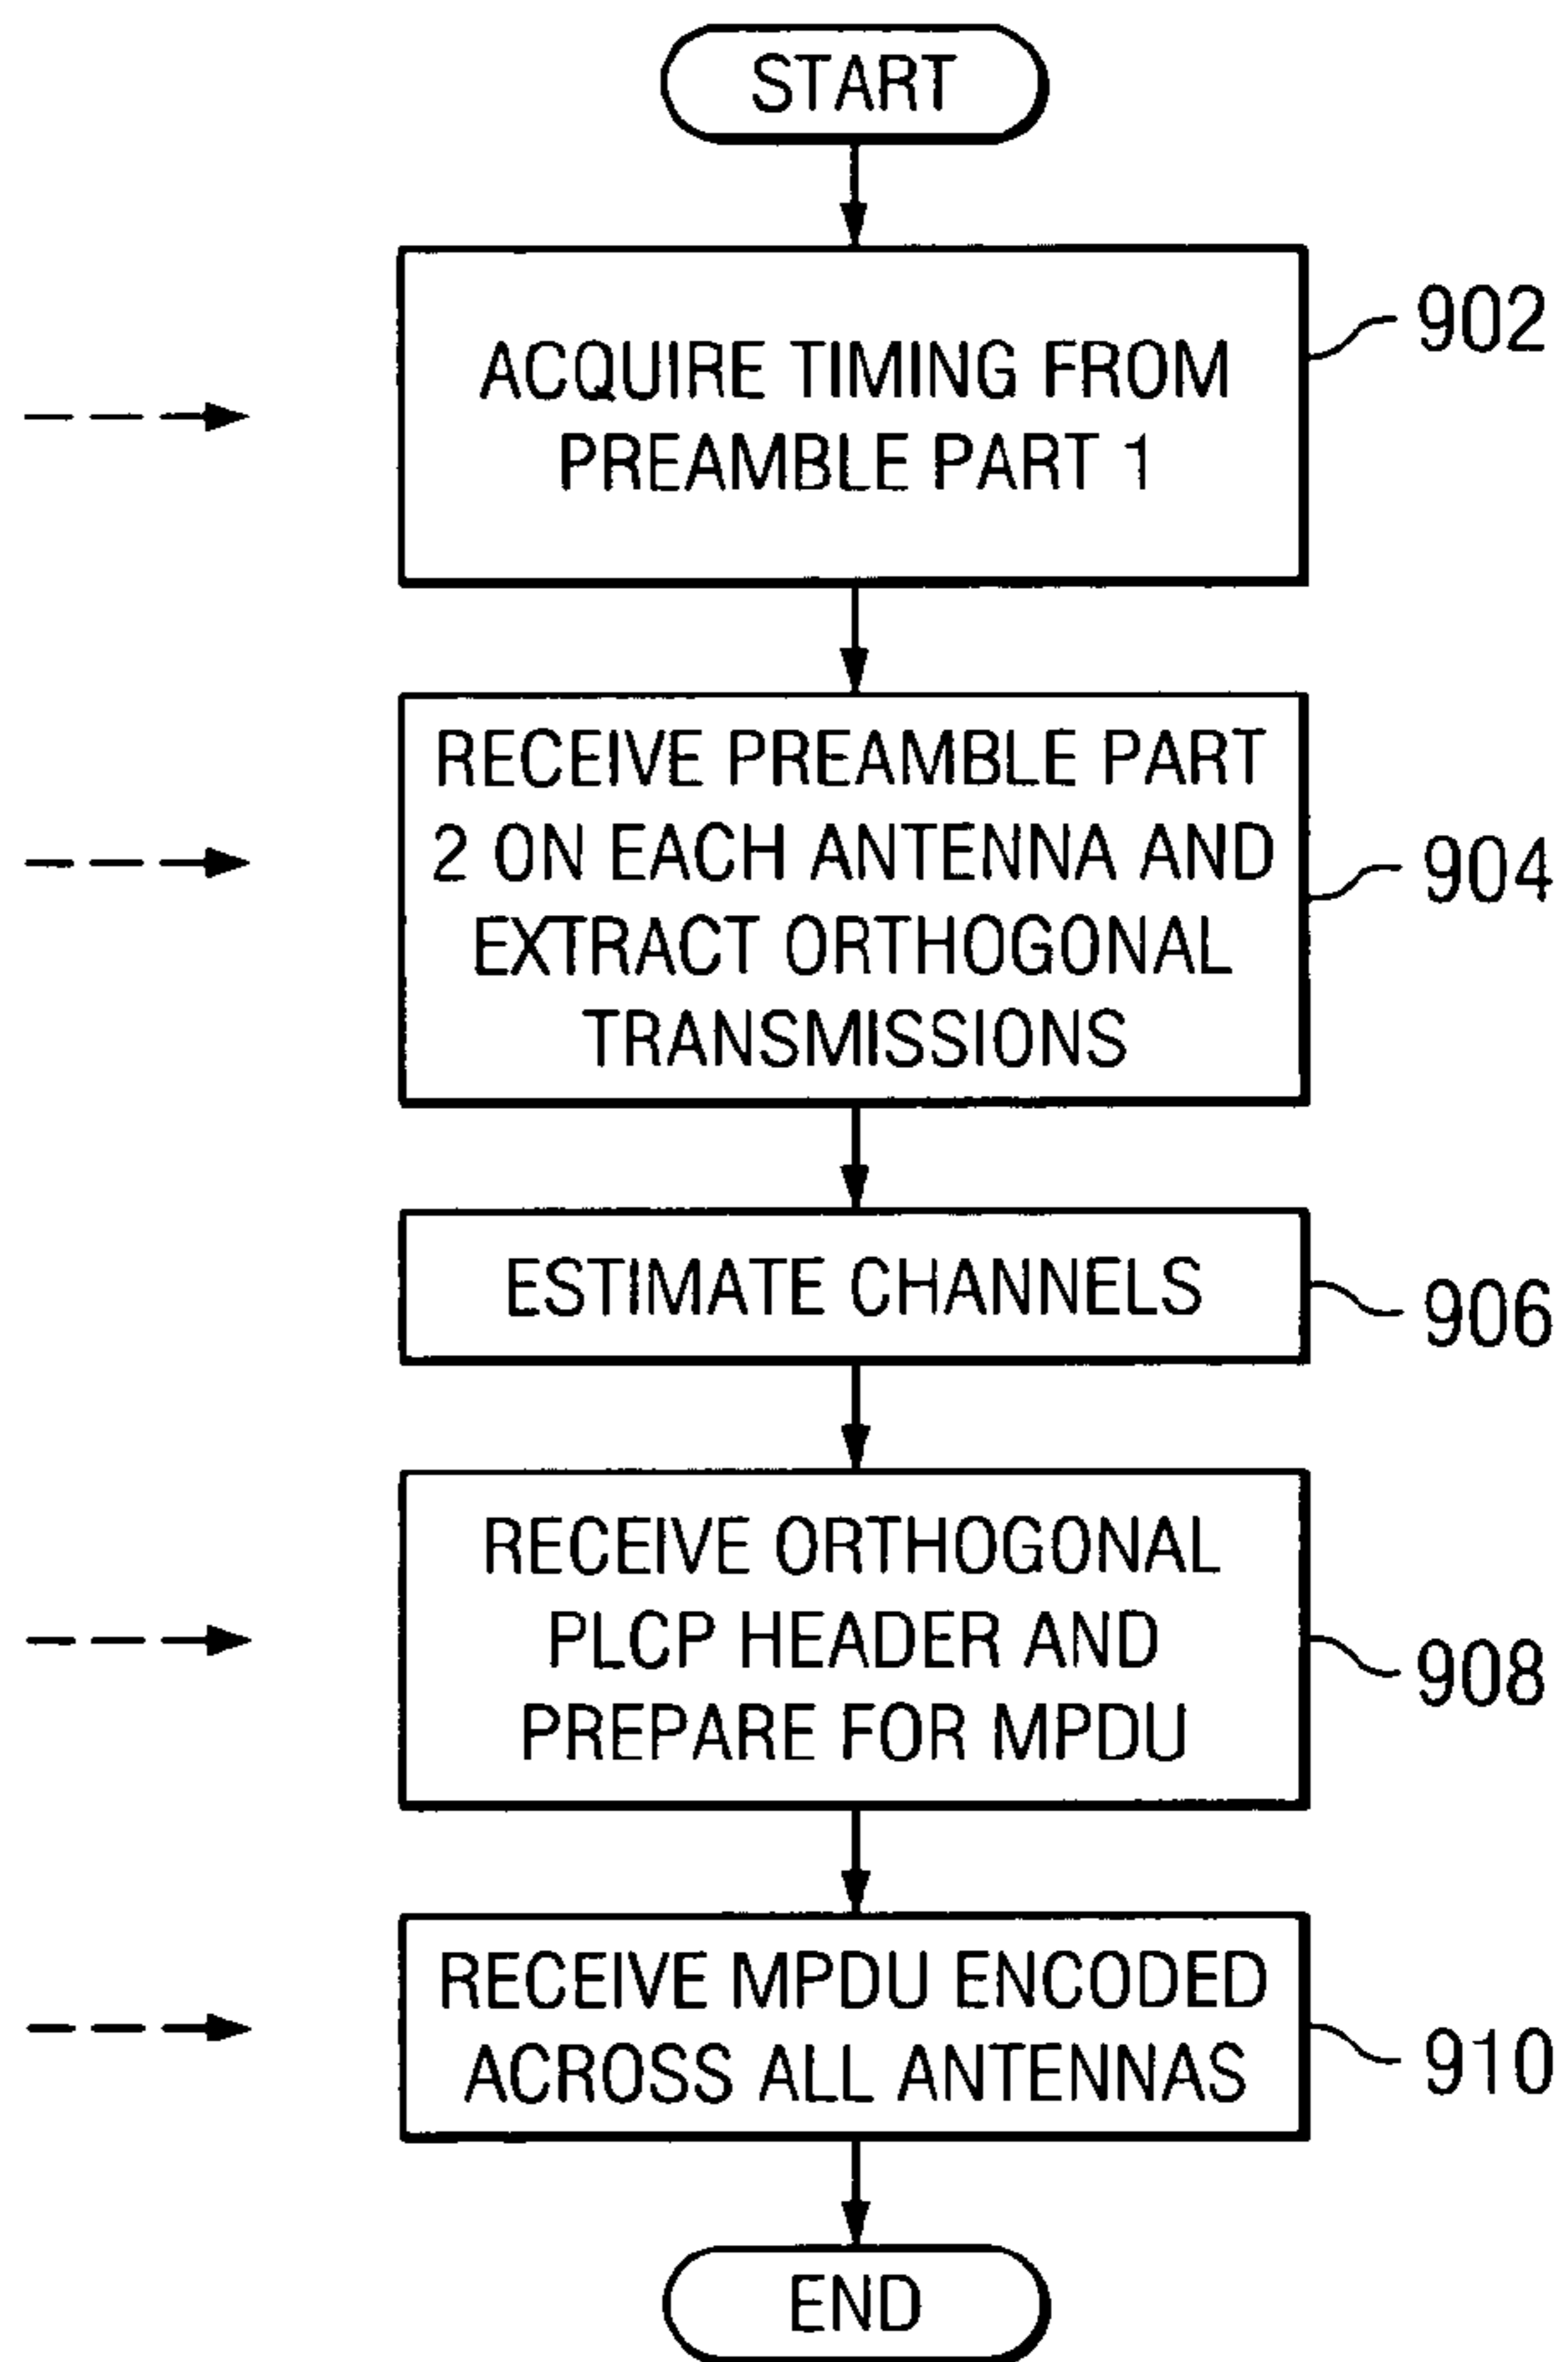 START
ACQUIRE TIMING FROM
PREAMBLE PART 1
902
RECEIVE PREAMBLE PART
2 ON EACH ANTENNA AND
EXTRACT ORTHOGONAL
TRANSMISSIONS
904
ESTIMATE CHANNELS
906
RECEIVE ORTHOGONAL
PLCP HEADER AND
PREPARE FOR MPDU
908
RECEIVE MPDU ENCODED
ACROSS ALL ANTENNAS
910
END